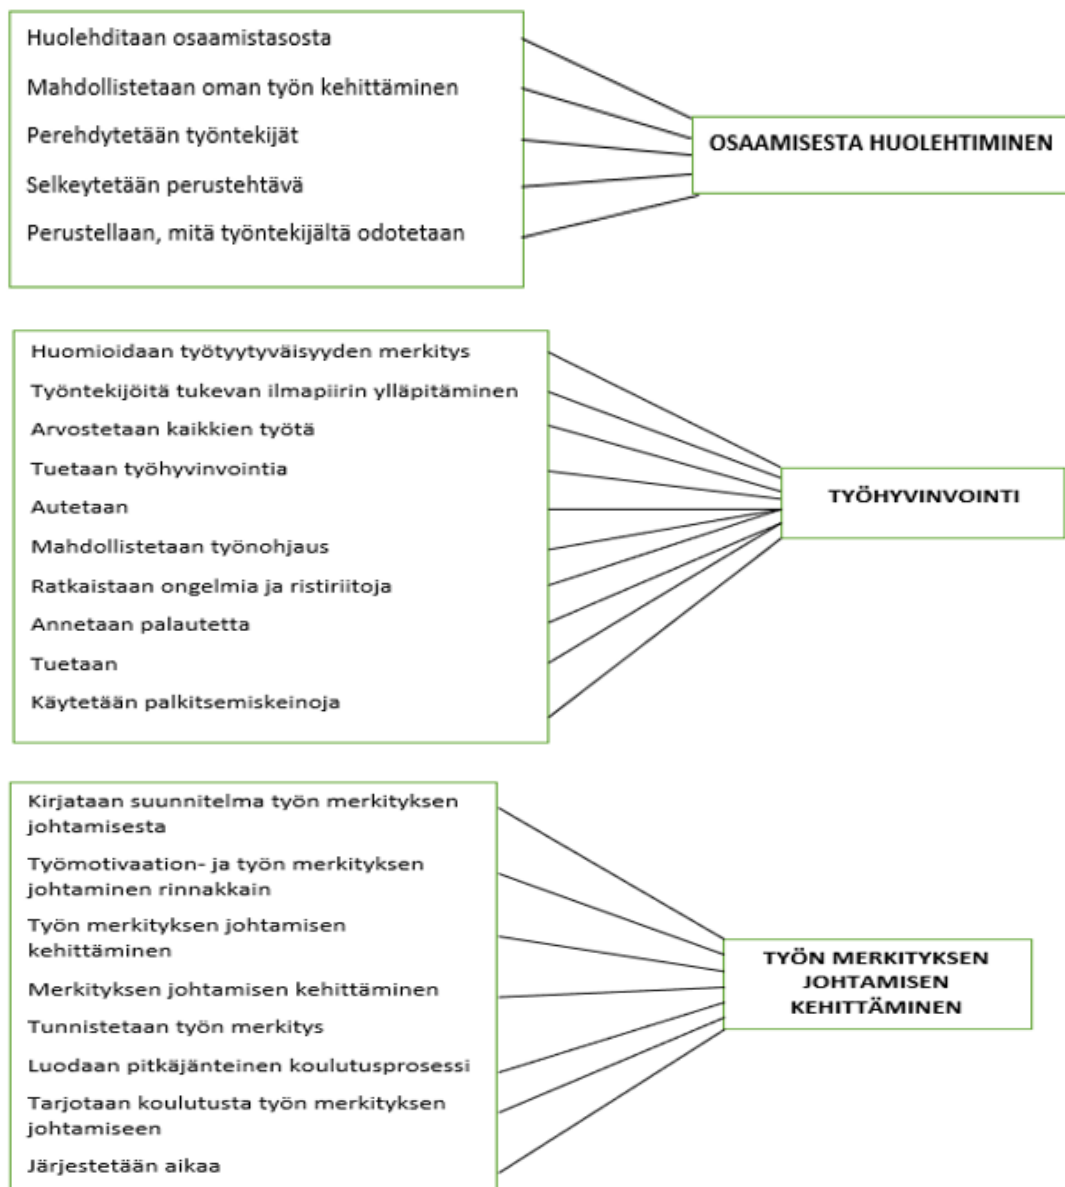 Huolehditaan osaamistasosta
Mahdollistetaan oman työn kehittäminen
Perehdytetään työntekijät
Selkeytetään perustehtävä
Perustellaan, mitä työntekijältä odotetaan
OSAAMISESTA HUOLEHTIMINEN
Huomioidaan työtyytyväisyyden merkitys
Työntekijöitä tukevan ilmapiirin ylläpitäminen
Arvostetaan kaikkien työtä
Tuetaan työhyvinvointia
Autetaan
Mahdollistetaan työnohjaus
Ratkaistaan ongelmia ja ristiriitoja
Annetaan palautetta
Tuetaan
Käytetään palkitsemiskeinoja
TYÖHYVINVOINTI
Kirjataan suunnitelma työn merkityksen
johtamisesta
Työmotivaation- ja työn merkityksen
johtaminen rinnakkain
Työn merkityksen johtamisen
kehittäminen
Merkityksen johtamisen kehittäminen
Tunnistetaan työn merkitys
Luodaan pitkäjänteinen koulutusprosessi
Tarjotaan koulutusta työn merkityksen
johtamiseen
Järjestetään aikaa
TYÖN MERKITYKSEN
JOHTAMISEN
KEHITTÄMINEN